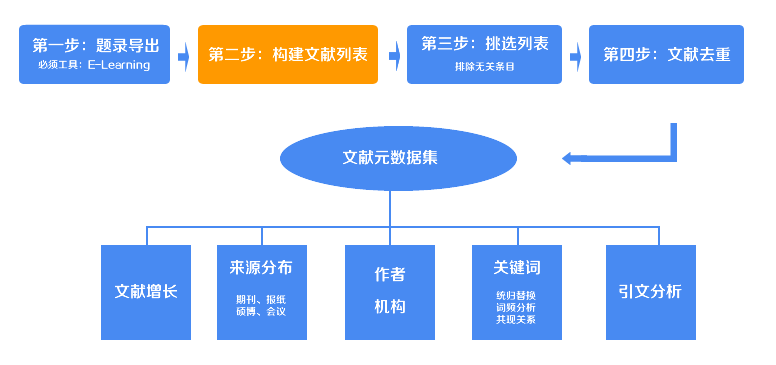 第一步：题录导出
必须工具：E-Learning
第二步：构建文献列表
第三步：挑选列表
排除无关条目
第四步：文献去重
文献元数据集
文献增长
来源分布
期刊、报纸
硕博、会议
作者
机构
关键词
统归替换
词频分析
共现关系
引文分析